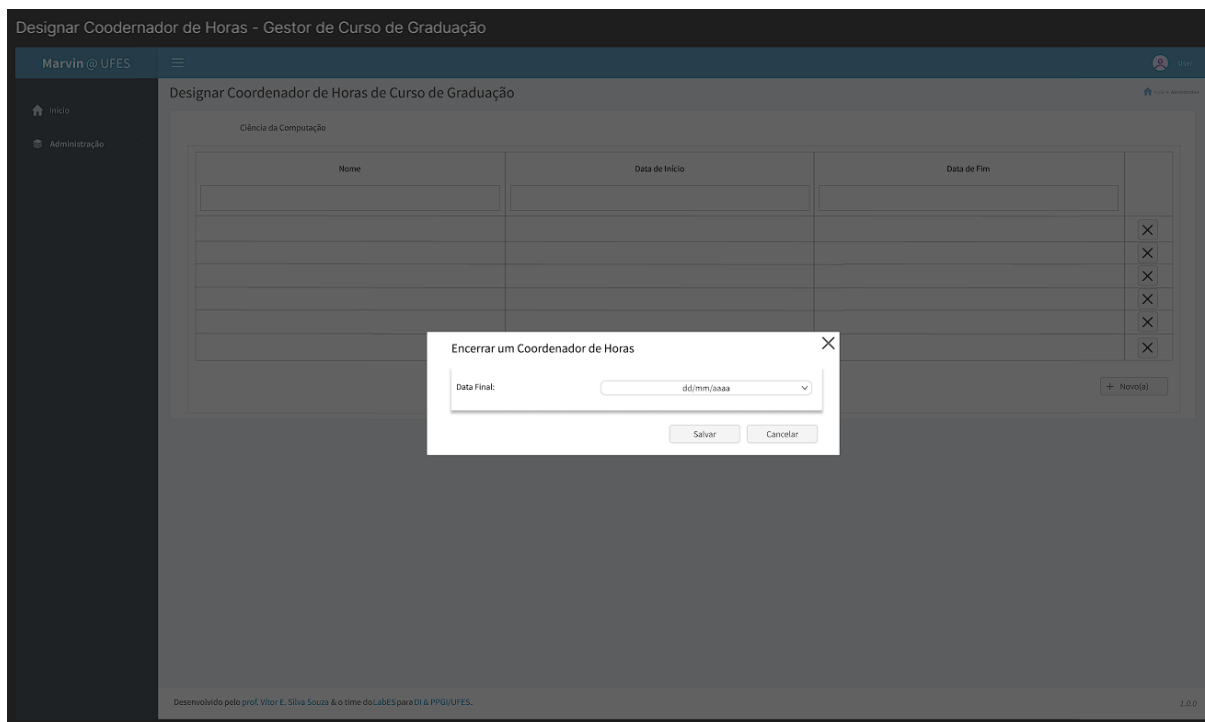 Designar Coodernador de Horas - Gestor de Curso de Graduação
Marvin @ UFES
User
Designar Coordenador de Horas de Curso de Graduação
Início
Ciência da Computação
Administração
Nome Data de Início Data de Fim
Encerrar um Coordenador de Horas
Data Final: dd/mm/aaaa
+ Novo(a)
Salvar Cancelar
Desenvolvido pelo prof. Vítor E. Silva Souza & o time do LabES para DI & PPGI/UFES.
1.0.0